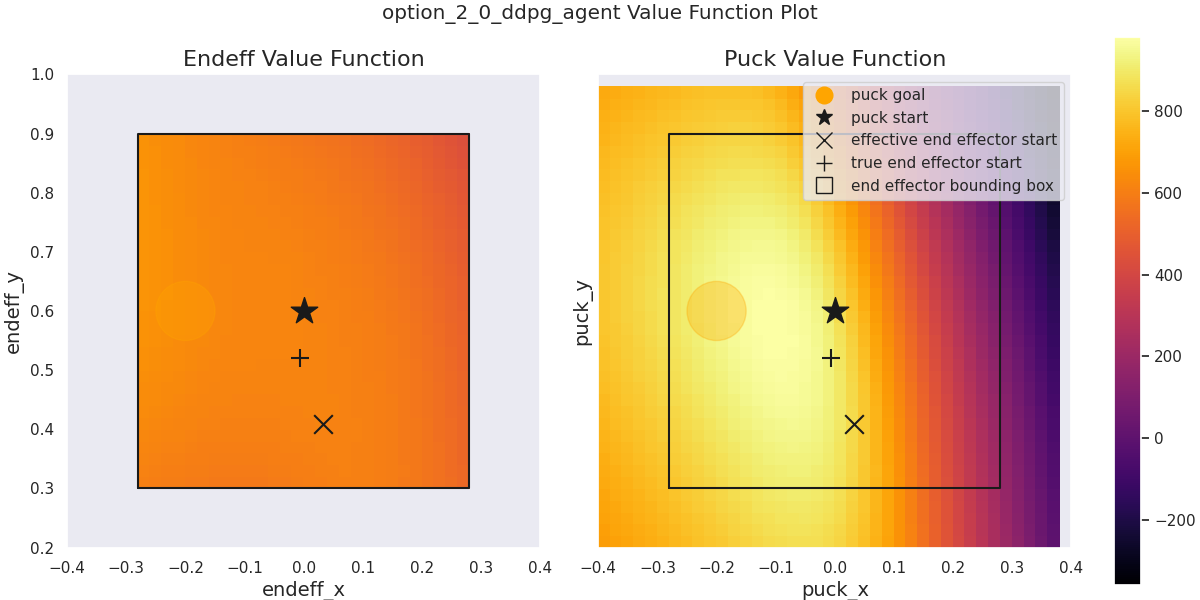 option_2_0_ddpg_agent Value Function Plot
Endeff Value Function
1.0
0.9
0.8
0.7
0.6
0.5
0.4
0.3
0.2
endeff_y
−0.4 −0.3 −0.2 −0.1 0.0 0.1 0.2 0.3 0.4
endeff_x
Puck Value Function
puck goal
puck start
effective end effector start
true end effector start
end effector bounding box
puck_y
−0.4 −0.3 −0.2 −0.1 0.0 0.1 0.2 0.3 0.4
puck_x
800
600
400
200
0
−200